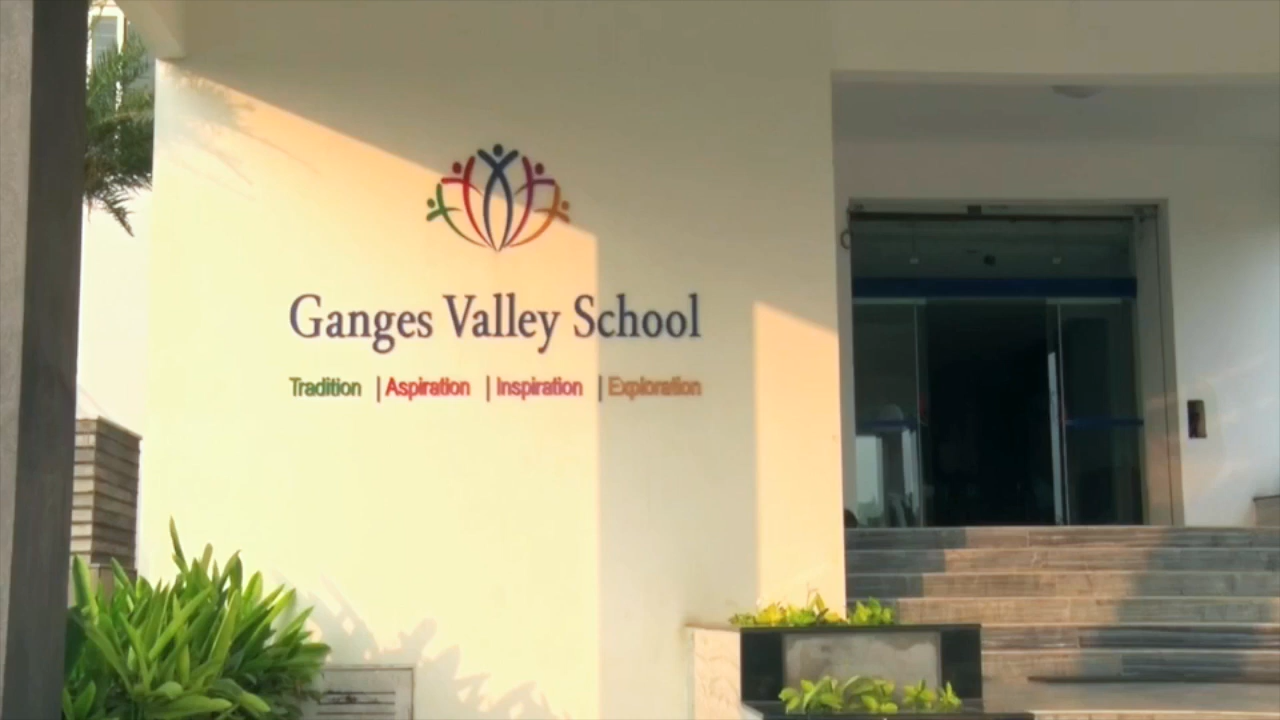 Ganges Valley School
Tradition | Aspiration | Inspiration | Exploration